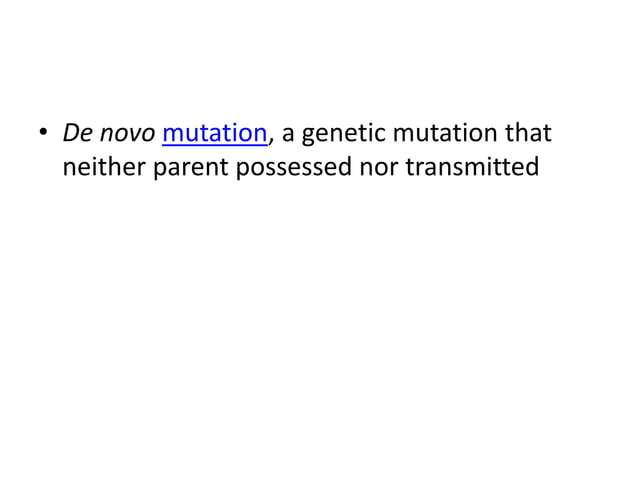 • De novo mutation, a genetic mutation that
neither parent possessed nor transmitted